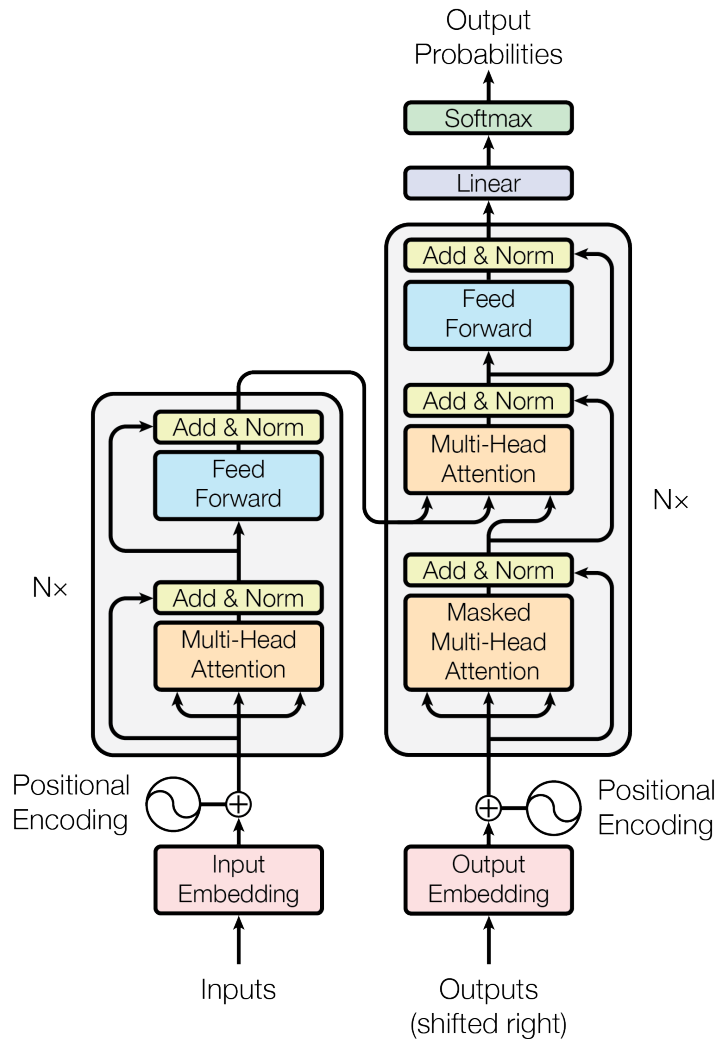 Output
Probabilities
Softmax
Linear
Add & Norm
Feed
Forward
Add & Norm
Multi-Head
Attention
Add & Norm
Masked
Multi-Head
Attention
N×
Add & Norm
Feed
Forward
Add & Norm
Multi-Head
Attention
N×
Positional
Encoding
Positional
Encoding
Input
Embedding
Output
Embedding
Inputs
Outputs
(shifted right)